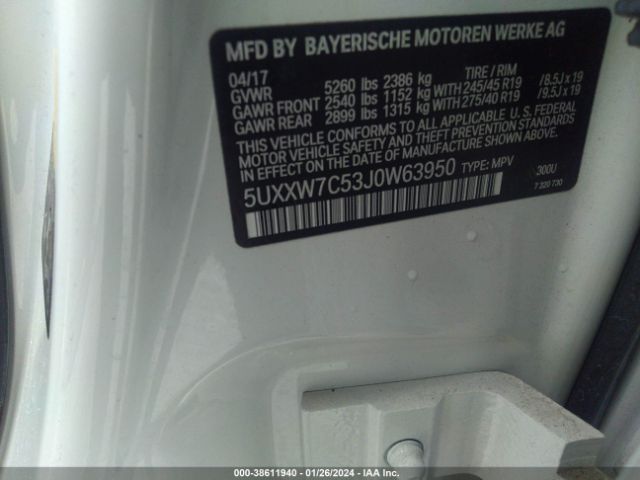 MFD BY BAYERISCHE MOTOREN WERKE AG
04/17 TIRE / RIM
GVWR 5260 lbs 2386 kg
GAWR FRONT 2540 lbs 1152 kg WITH 245/45 R19 /8.5J x 19
GAWR REAR 2899 lbs 1315 kg WITH 275/40 R19 /9.5J x 19
THIS VEHICLE CONFORMS TO ALL APPLICABLE U.S. FEDERAL
MOTOR VEHICLE SAFETY AND THEFT PREVENTION STANDARDS
IN EFFECT ON THE DATE OF MANUFACTURE SHOWN ABOVE.
5UXXW7C53J0W63950 TYPE: MPV 300U
7 320 730
000-38611940 - 01/26/2024 - IAA Inc.